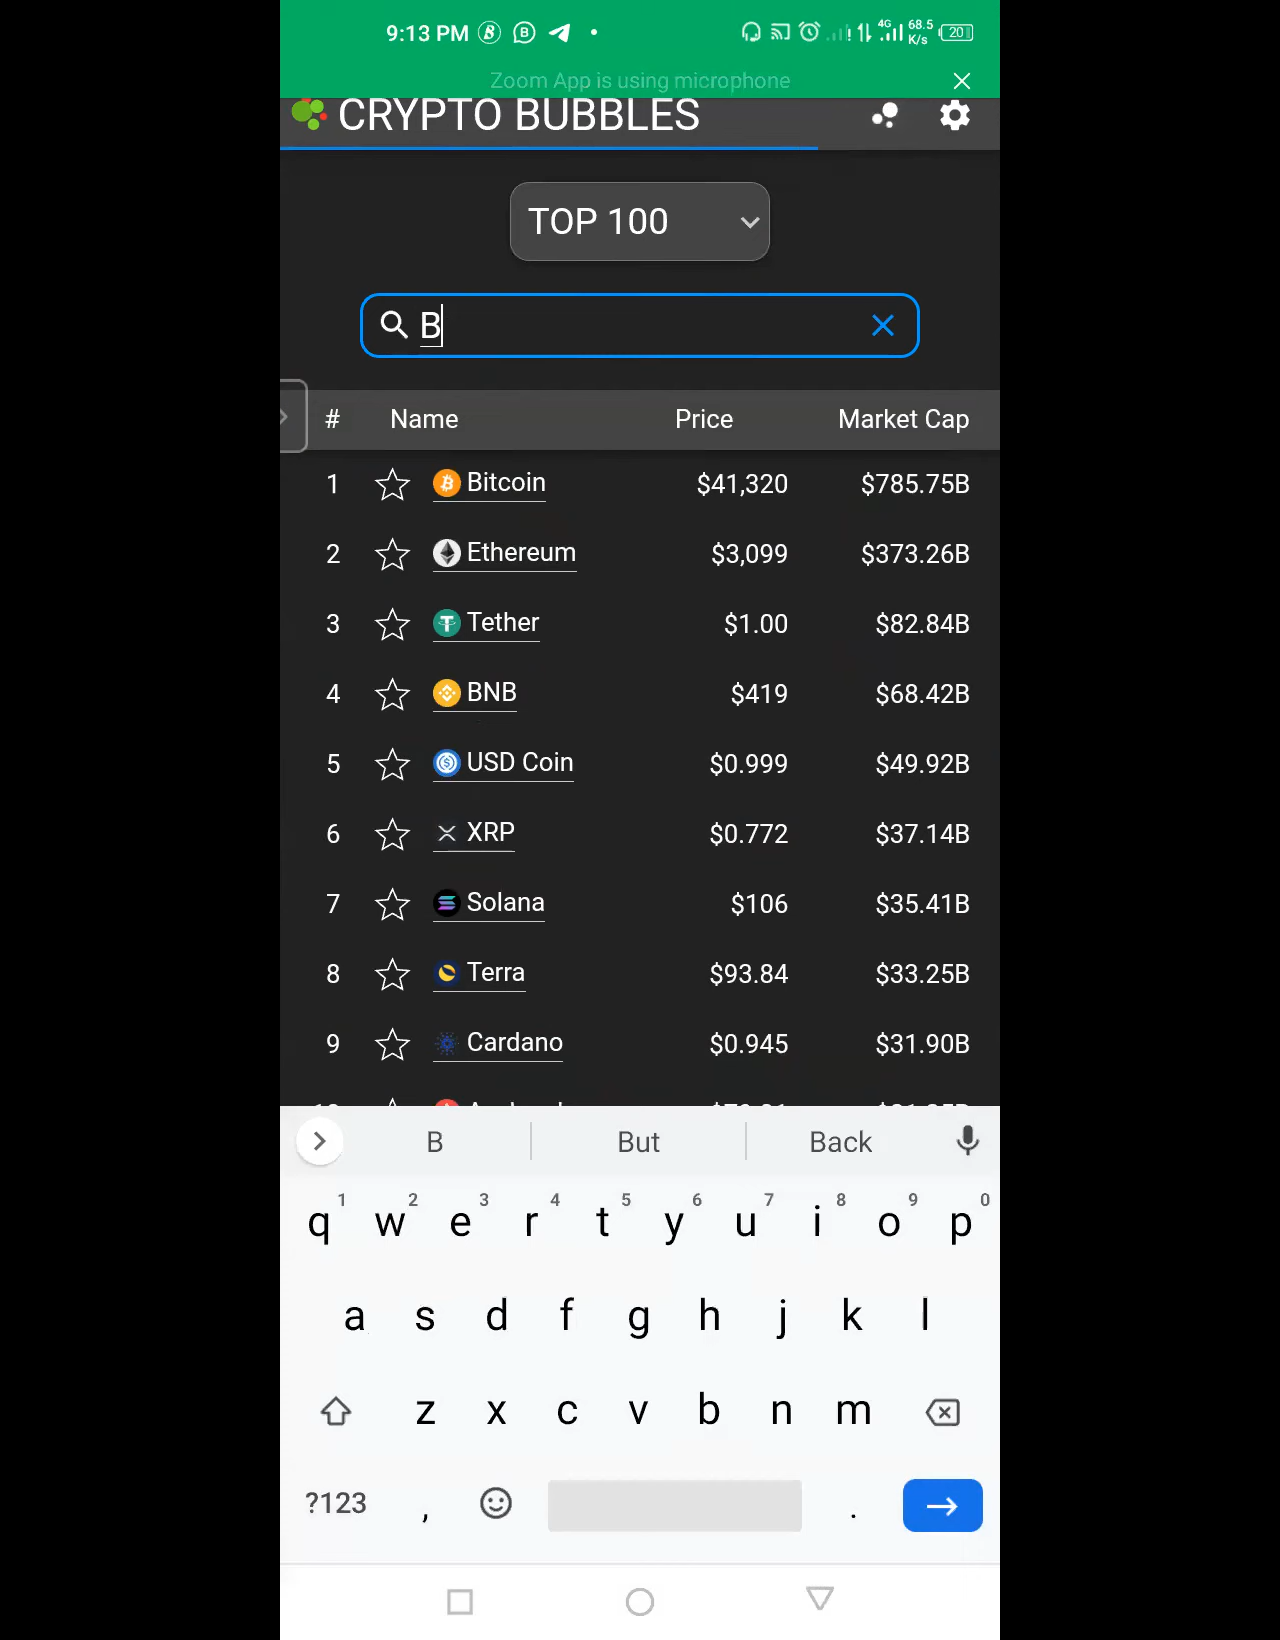 9:13 PM 4G 68.5 K/s 20
Zoom App is using microphone
CRYPTO BUBBLES
TOP 100
B
# Name Price Market Cap
1 Bitcoin $41,320 $785.75B
2 Ethereum $3,099 $373.26B
3 Tether $1.00 $82.84B
4 BNB $419 $68.42B
5 USD Coin $0.999 $49.92B
6 XRP $0.772 $37.14B
7 Solana $106 $35.41B
8 Terra $93.84 $33.25B
9 Cardano $0.945 $31.90B
B But Back
1 2 3 4 5 6 7 8 9 0
q w e r t y u i o p
a s d f g h j k l
z x c v b n m
?123 , .